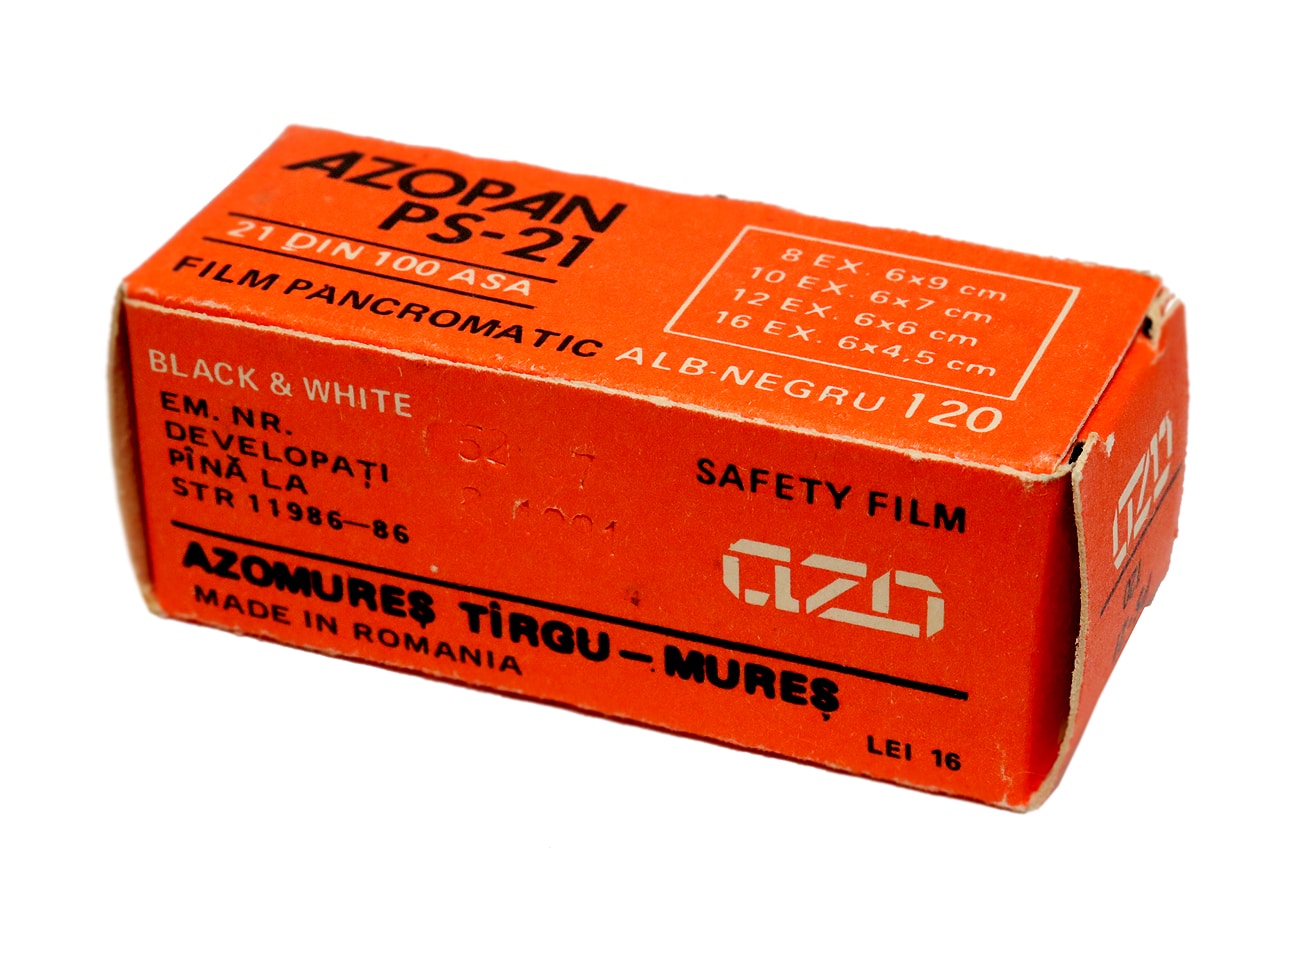 AZOPAN
PS-21
21 DIN 100 ASA
FILM PANCROMATIC ALB-NEGRU 120
8 EX. 6x9 cm
10 EX. 6x7 cm
12 EX. 6x6 cm
16 EX. 6x4,5 cm
BLACK & WHITE
EM. NR.
DEVELOPAȚI
PÎNĂ LA
STR 11986-86
52 7
SAFETY FILM
azo
AZOMUREȘ TÎRGU-MUREȘ
MADE IN ROMANIA
LEI 16
azo